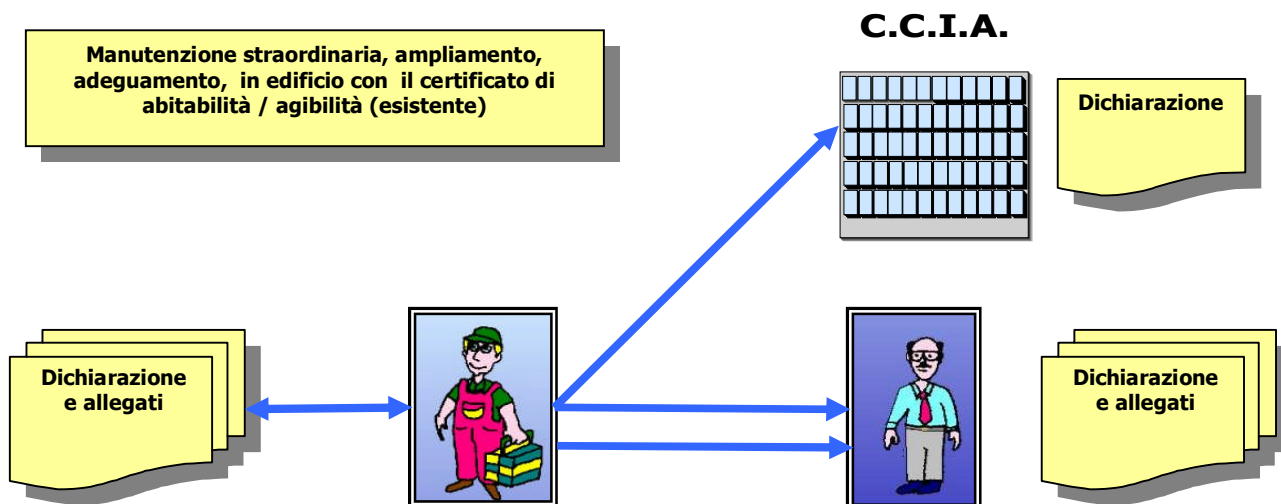 C.C.I.A.
Manutenzione straordinaria, ampliamento,
adeguamento, in edificio con il certificato di
abitabilità / agibilità (esistente)
Dichiarazione
Dichiarazione
e allegati
Dichiarazione
e allegati